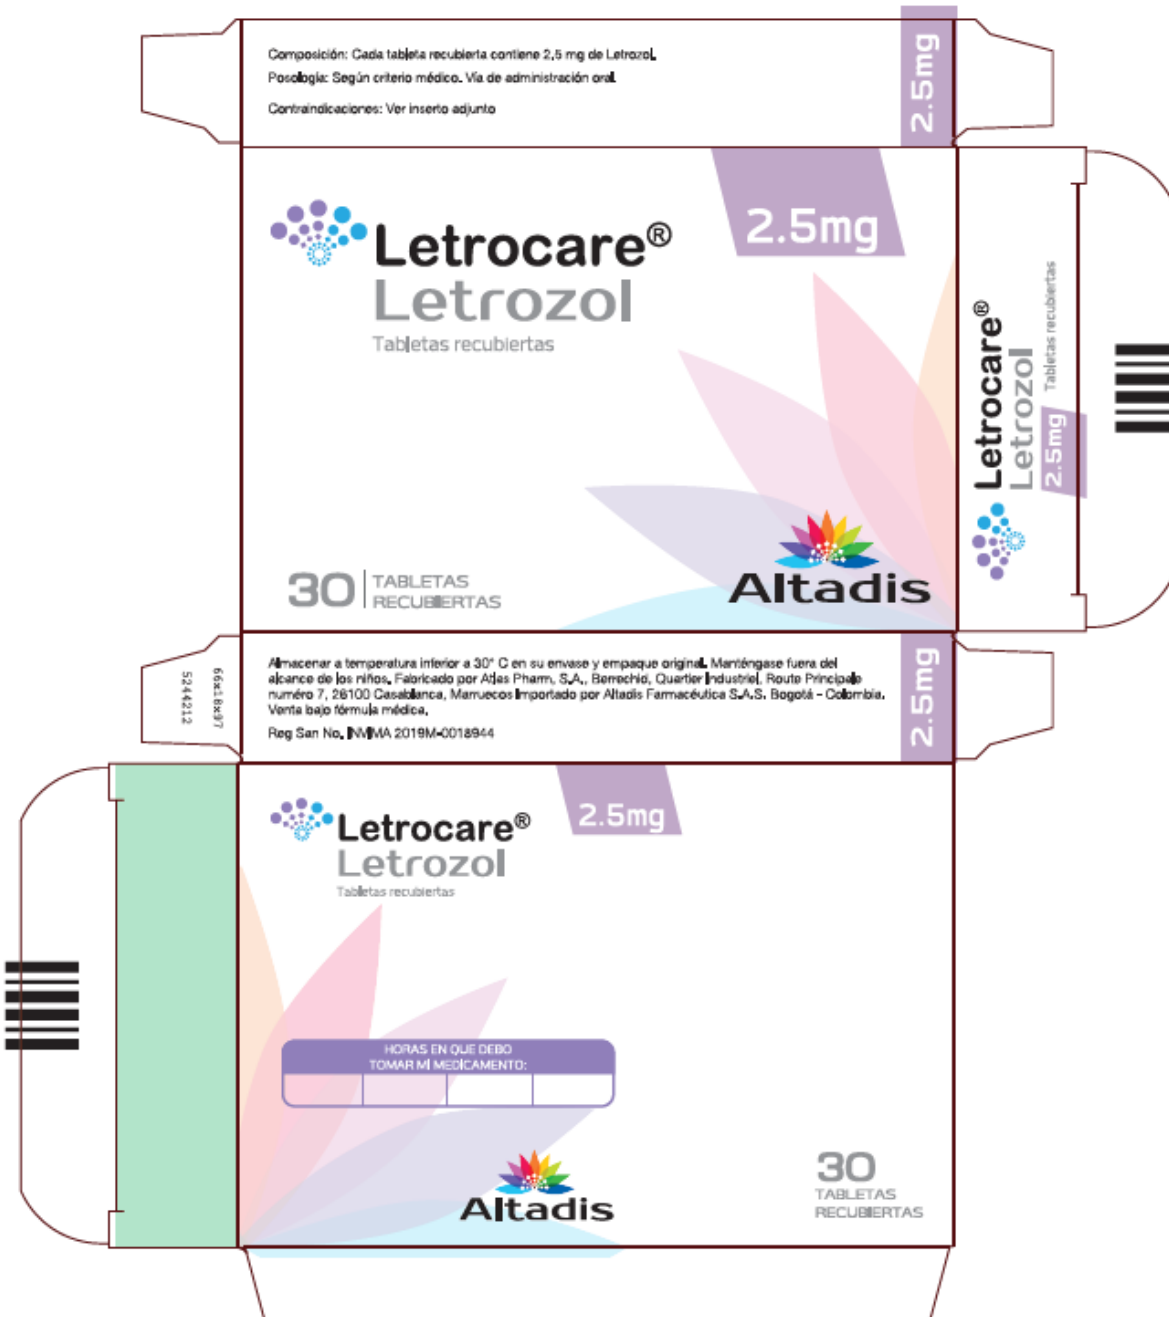 Composición: Cada tableta recubierta contiene 2,5 mg de Letrozol.
Posología: Según criterio médico. Vía de administración oral.
Contraindicaciones: Ver inserto adjunto
2.5mg
2.5mg
Letrocare®
Letrozol
Tabletas recubiertas
30 TABLETAS
RECUBIERTAS
Altadis
Letrocare®
Letrozol
2.5mg Tabletas recubiertas
66x18x97
5244212
Almacenar a temperatura inferior a 30° C en su envase y empaque original. Manténgase fuera del
alcance de los niños. Fabricado por Atlas Pharm, S.A., Berrechid, Quartier Industriel, Route Principale
numéro 7, 26100 Casablanca, Marruecos Importado por Altadis Farmacéutica S.A.S. Bogotá - Colombia.
Venta bajo fórmula médica.
Reg San No. INVIMA 2019M-0018944
2.5mg
2.5mg
Letrocare®
Letrozol
Tabletas recubiertas
HORAS EN QUE DEBO
TOMAR MI MEDICAMENTO:
Altadis
30
TABLETAS
RECUBIERTAS